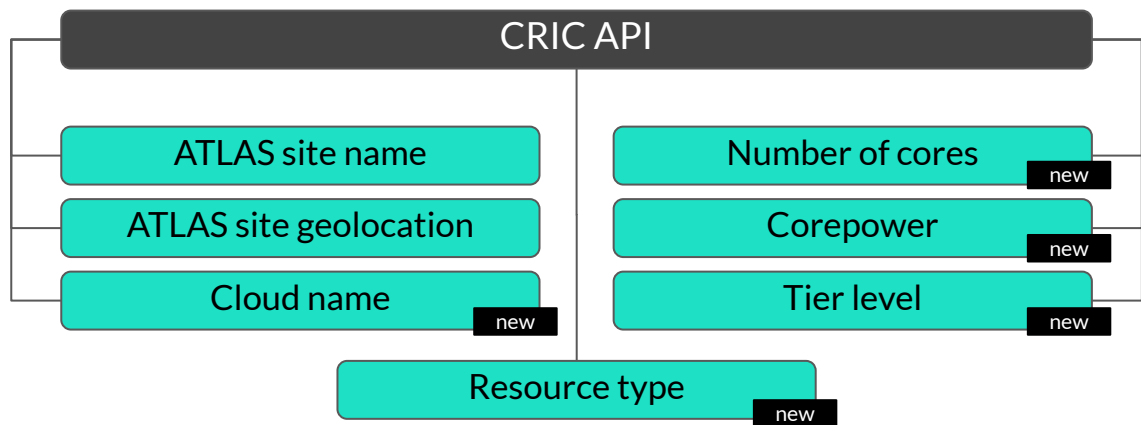 CRIC API
ATLAS site name
ATLAS site geolocation
Cloud name
new
Number of cores
new
Corepower
new
Tier level
new
Resource type
new